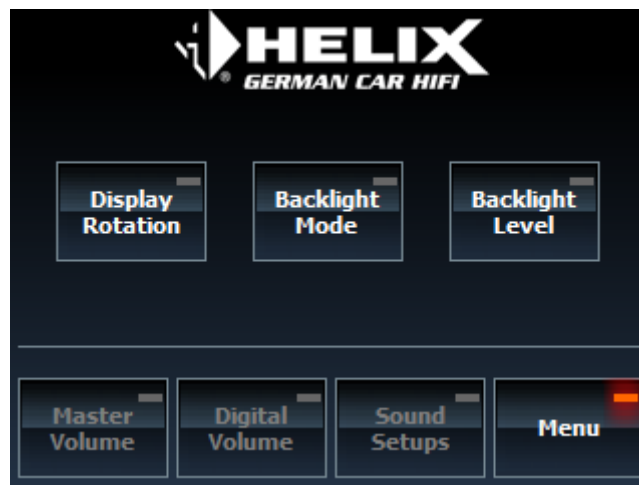 HELIX
®
GERMAN CAR HIFI
Display
Rotation
Backlight
Mode
Backlight
Level
Master
Volume
Digital
Volume
Sound
Setups
Menu